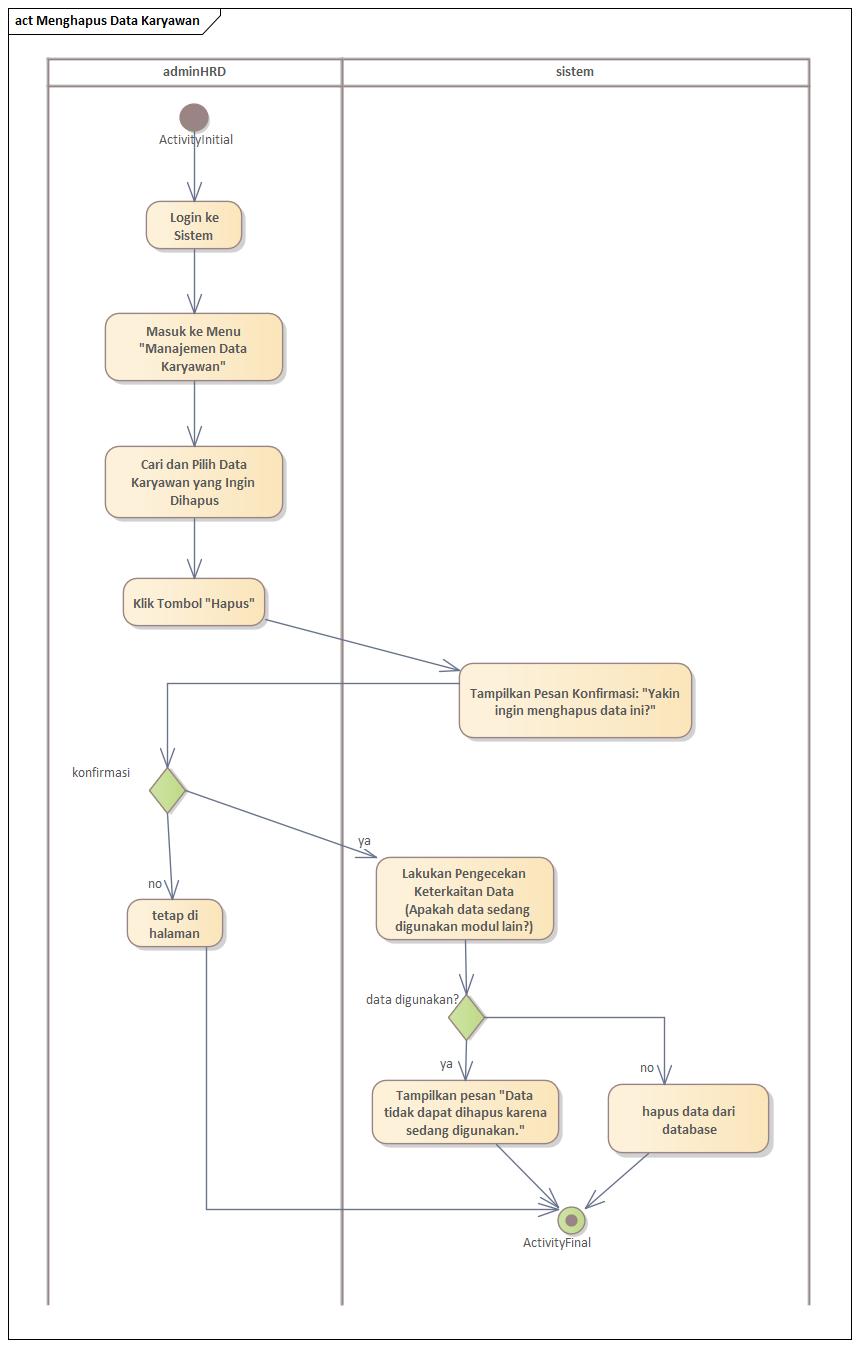 act Menghapus Data Karyawan
adminHRD
sistem
ActivityInitial
Login ke
Sistem
Masuk ke Menu
"Manajemen Data
Karyawan"
Cari dan Pilih Data
Karyawan yang Ingin
Dihapus
Klik Tombol "Hapus"
Tampilkan Pesan Konfirmasi: "Yakin
ingin menghapus data ini?"
konfirmasi
ya
Lakukan Pengecekan
Keterkaitan Data
(Apakah data sedang
digunakan modul lain?)
no
tetap di
halaman
data digunakan?
ya
no
Tampilkan pesan "Data
tidak dapat dihapus karena
sedang digunakan."
hapus data dari
database
ActivityFinal